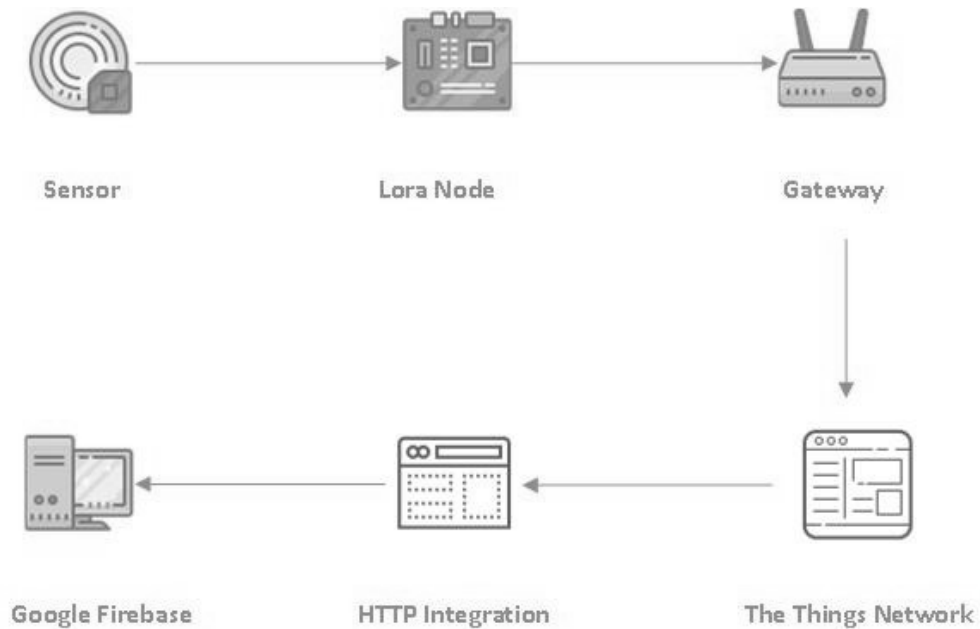 Sensor
Lora Node
Gateway
Google Firebase
HTTP Integration
The Things Network